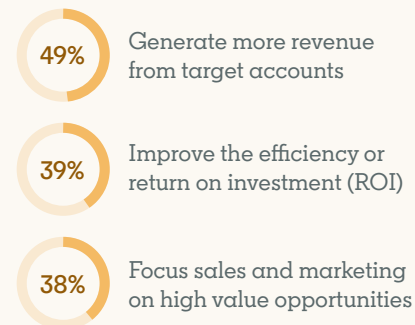 49%
Generate more revenue
from target accounts
39%
Improve the efficiency or
return on investment (ROI)
38%
Focus sales and marketing
on high value opportunities